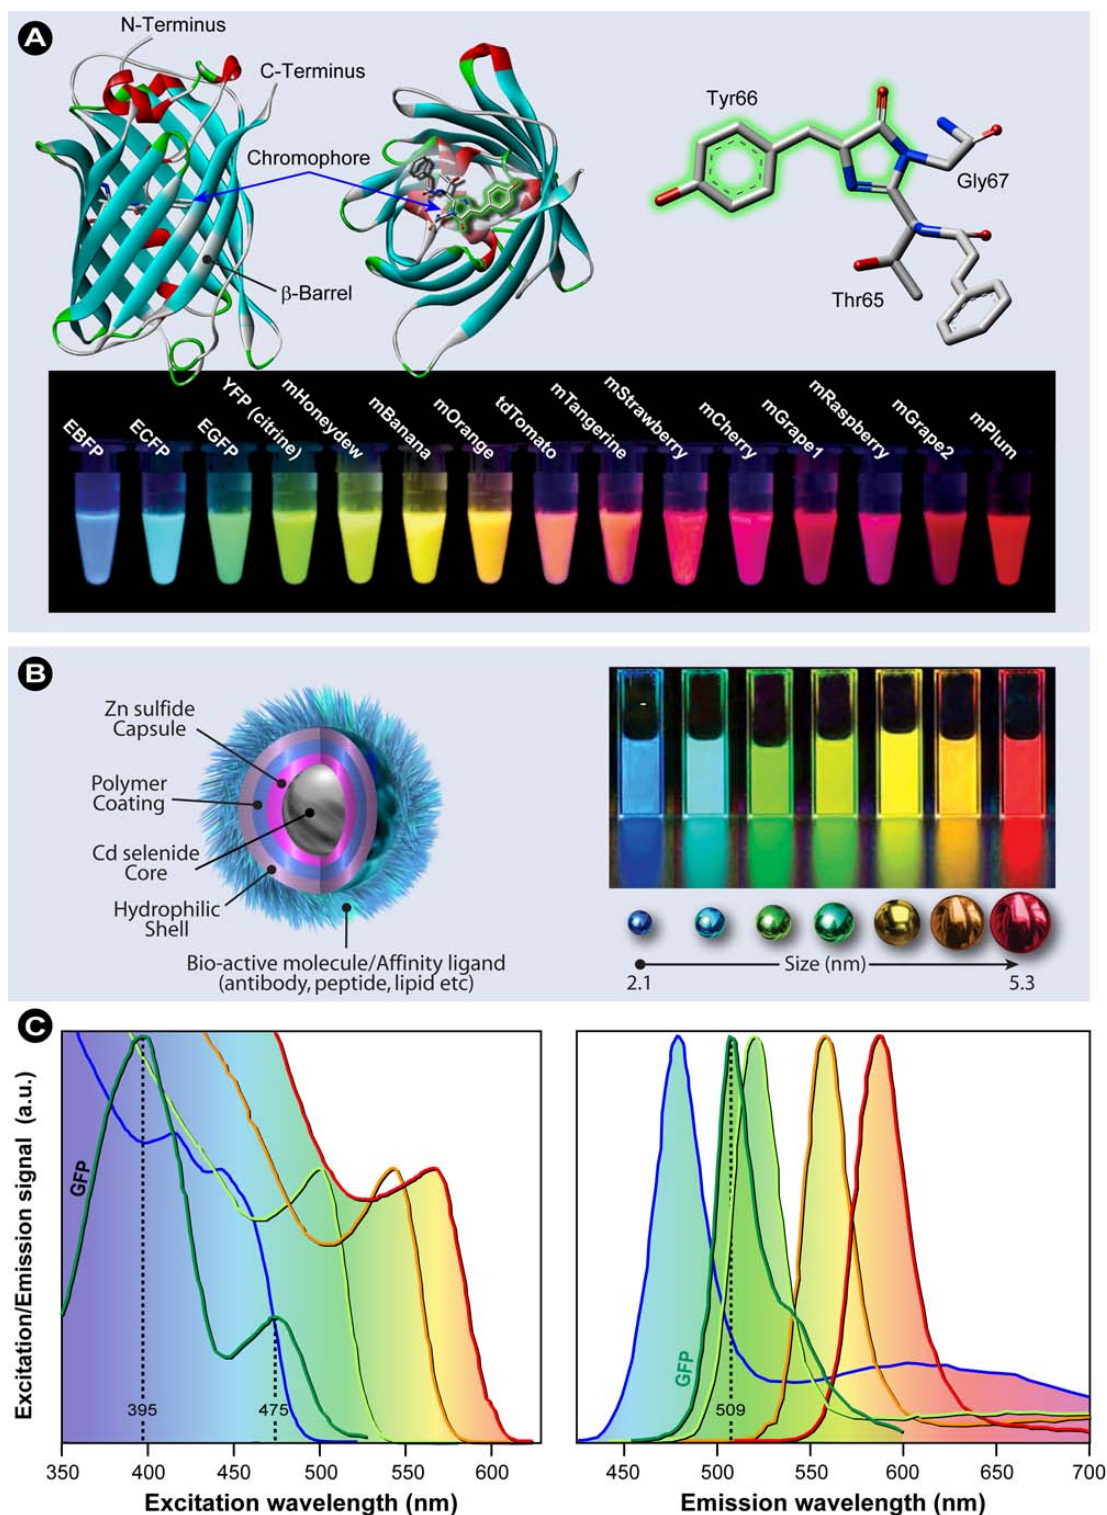 A
N-Terminus
C-Terminus
Chromophore
β-Barrel
Tyr66
Gly67
Thr65
EBFP
ECFP
EGFP
YFP (citrine)
mHoneydew
mBanana
mOrange
tdTomato
mTangerine
mStrawberry
mCherry
mGrape1
mRaspberry
mGrape2
mPlum
B
Zn sulfide
Capsule
Polymer
Coating
Cd selenide
Core
Hydrophilic
Shell
Bio-active molecule/Affinity ligand
(antibody, peptide, lipid etc)
Size (nm)
2.1
5.3
C
Excitation/Emission signal (a.u.)
GFP
395
475
350 400 450 500 550 600
Excitation wavelength (nm)
GFP
509
450 500 550 600 650 700
Emission wavelength (nm)